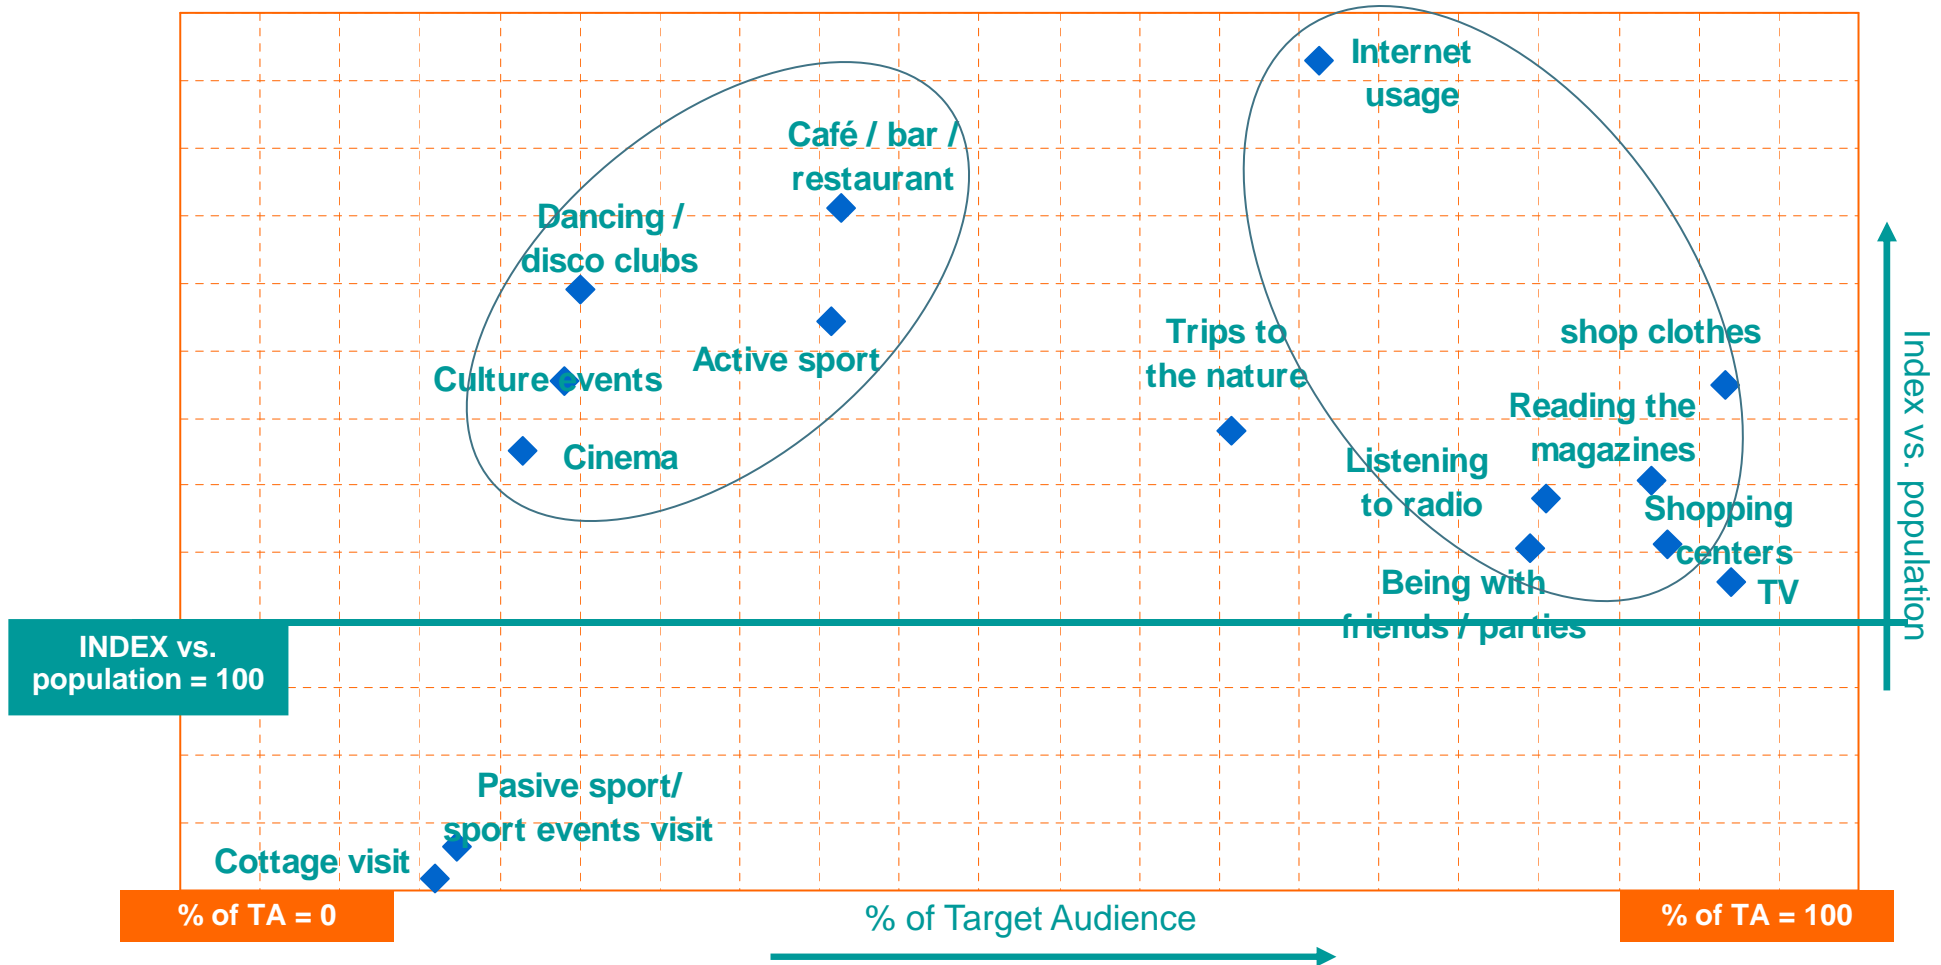 Internet
usage
Café / bar /
restaurant
Dancing /
disco clubs
Active sport
Culture events
Cinema
Trips to
the nature
shop clothes
Reading the
magazines
Listening
to radio
Shopping
centers
Being with
friends / parties
TV
Index vs. population
INDEX vs.
population = 100
Pasive sport/
sport events visit
Cottage visit
% of TA = 0
% of Target Audience
% of TA = 100